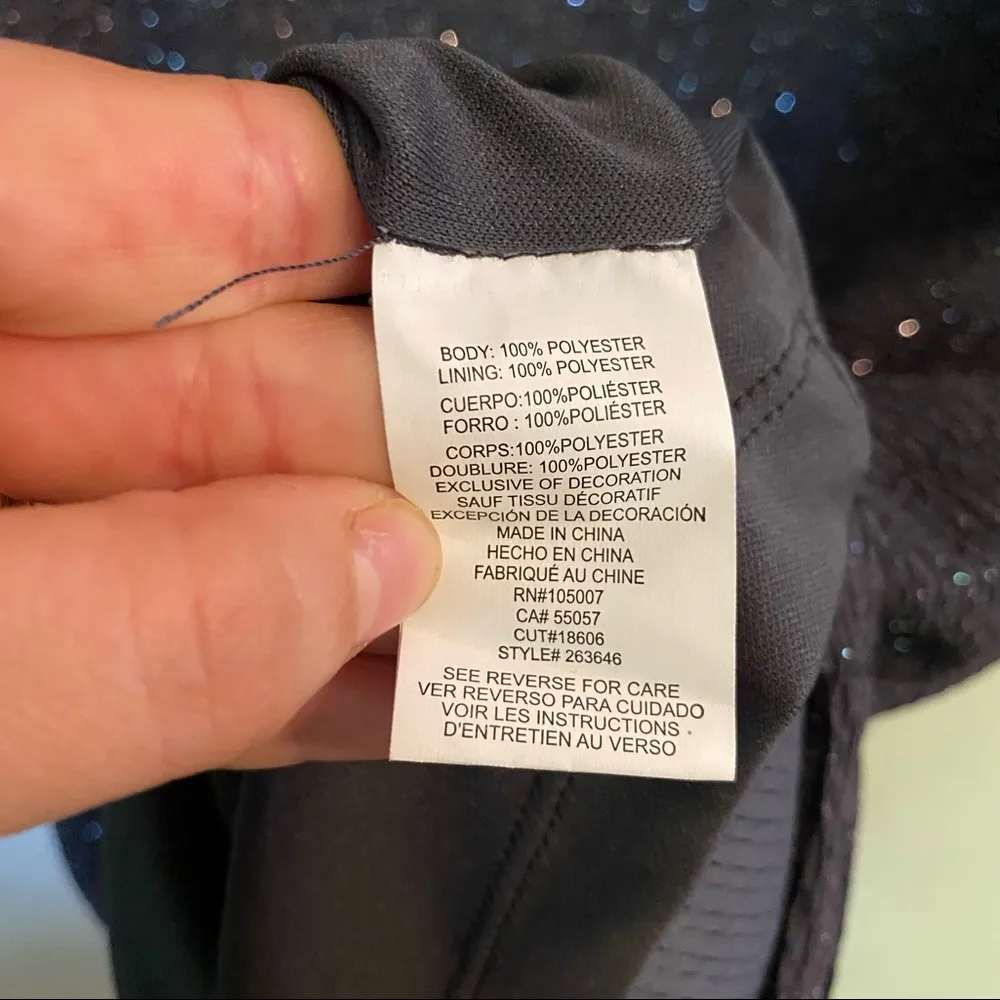 BODY: 100% POLYESTER
LINING: 100% POLYESTER
CUERPO:100%POLIÉSTER
FORRO : 100%POLIÉSTER
CORPS:100%POLYESTER
DOUBLURE: 100%POLYESTER
EXCLUSIVE OF DECORATION
SAUF TISSU DÉCORATIF
EXCEPCIÓN DE LA DECORACIÓN
MADE IN CHINA
HECHO EN CHINA
FABRIQUÉ AU CHINE
RN#105007
CA# 55057
CUT#18606
STYLE# 263646
SEE REVERSE FOR CARE
VER REVERSO PARA CUIDADO
VOIR LES INSTRUCTIONS
D'ENTRETIEN AU VERSO